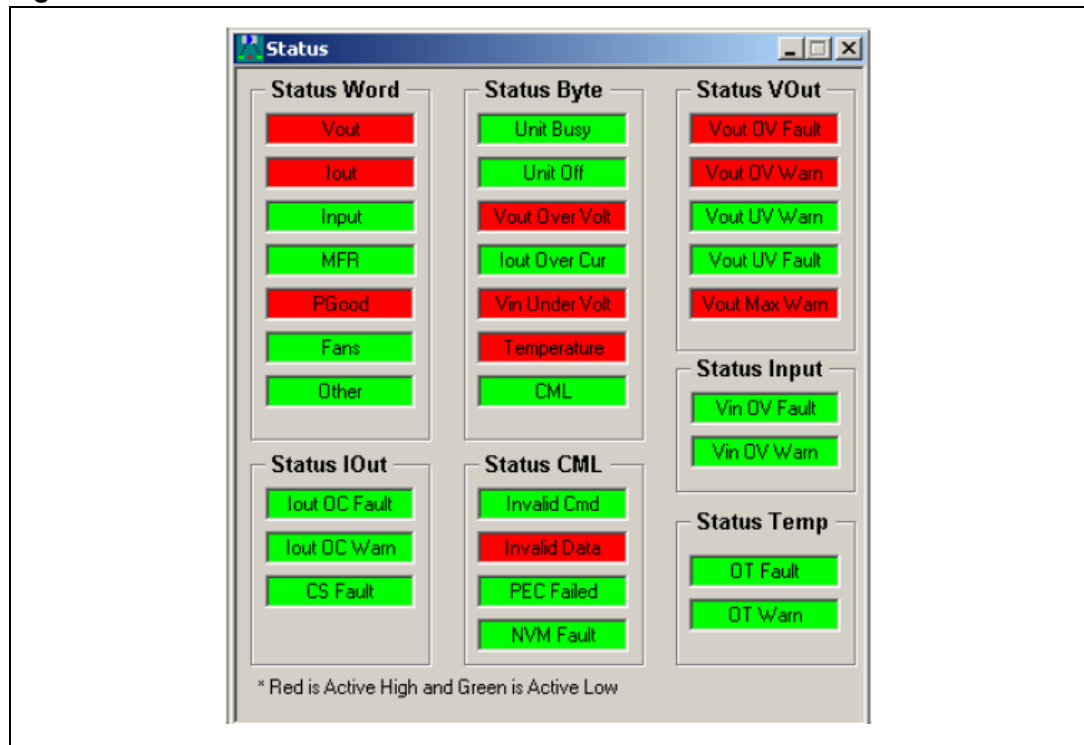 Status
Status Word
Vout
Iout
Input
MFR
PGood
Fans
Other
Status Byte
Unit Busy
Unit Off
Vout Over Volt
Iout Over Cur
Vin Under Volt
Temperature
CML
Status VOut
Vout OV Fault
Vout OV Warn
Vout UV Warn
Vout UV Fault
Vout Max Warn
Status Input
Vin OV Fault
Vin OV Warn
Status IOut
Iout OC Fault
Iout OC Warn
CS Fault
Status CML
Invalid Cmd
Invalid Data
PEC Failed
NVM Fault
Status Temp
OT Fault
OT Warn
* Red is Active High and Green is Active Low